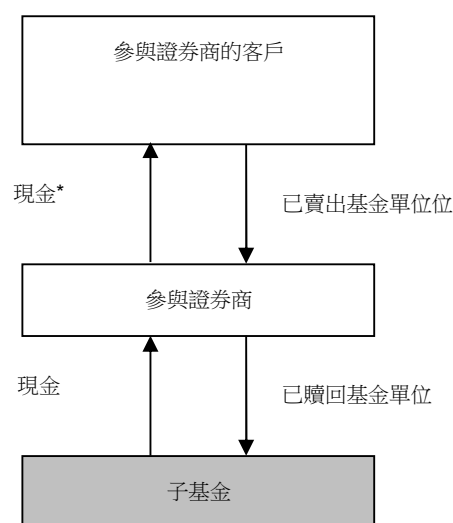 參與證券商的客戶
現金*
已賣出基金單位位
參與證券商
現金
已贖回基金單位
子基金